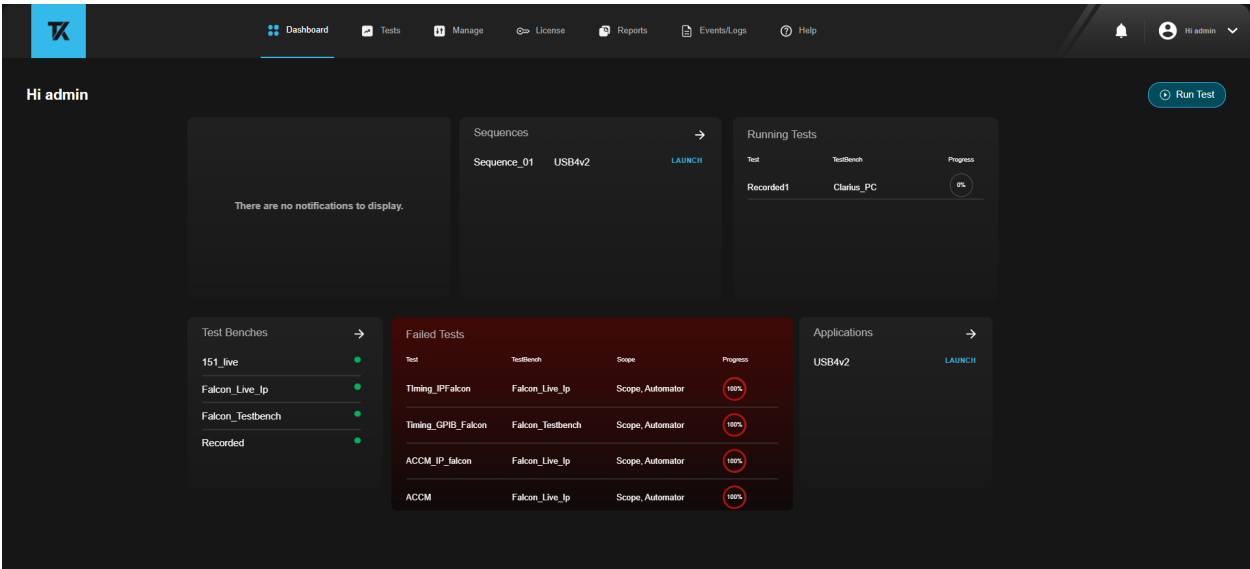 TK Dashboard Tests Manage License Reports Events/Logs Help Hi admin
Hi admin
Run Test
There are no notifications to display.
Sequences
Sequence_01 USB4v2 LAUNCH
Running Tests
Test TestBench Progress
Recorded1 Clarius_PC 0%
Test Benches
151_live
Falcon_Live_Ip
Falcon_Testbench
Recorded
Failed Tests
Test TestBench Scope Progress
TIming_IPFalcon Falcon_Live_Ip Scope, Automator 100%
Timing_GPIB_Falcon Falcon_Testbench Scope, Automator 100%
ACCM_IP_falcon Falcon_Live_Ip Scope, Automator 100%
ACCM Falcon_Live_Ip Scope, Automator 100%
Applications
USB4v2 LAUNCH